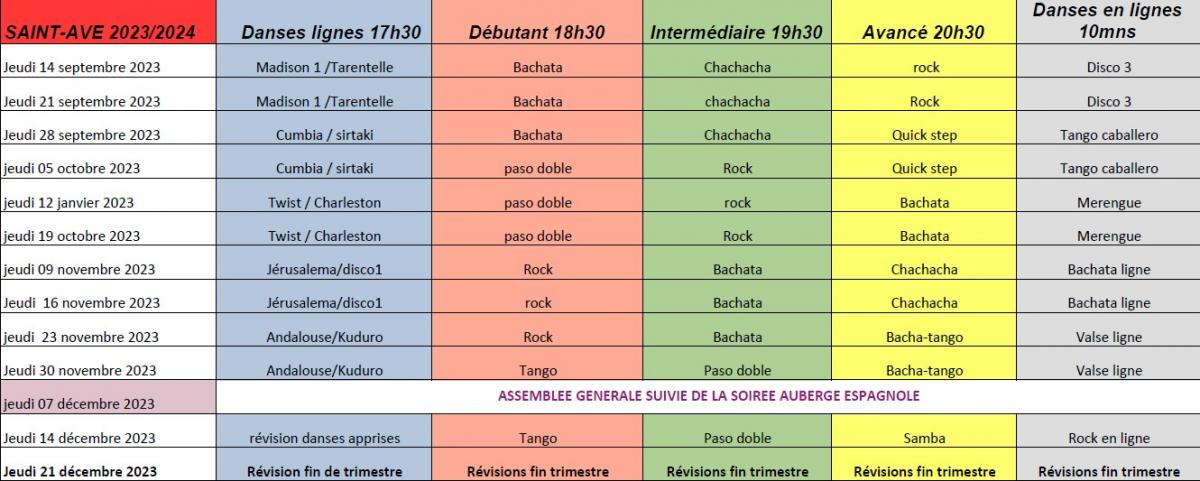 SAINT-AVE 2023/2024 Danses lignes 17h30 Débutant 18h30 Intermédiaire 19h30 Avancé 20h30 Danses en lignes 10mns
Jeudi 14 septembre 2023 Madison 1 /Tarentelle Bachata Chachacha rock Disco 3
Jeudi 21 septembre 2023 Madison 1 /Tarentelle Bachata chachacha Rock Disco 3
Jeudi 28 septembre 2023 Cumbia / sirtaki Bachata Chachacha Quick step Tango caballero
jeudi 05 octobre 2023 Cumbia / sirtaki paso doble Rock Quick step Tango caballero
jeudi 12 janvier 2023 Twist / Charleston paso doble rock Bachata Merengue
jeudi 19 octobre 2023 Twist / Charleston paso doble Rock Bachata Merengue
jeudi 09 novembre 2023 Jérusalema/disco1 Rock Bachata Chachacha Bachata ligne
jeudi 16 novembre 2023 Jérusalema/disco1 rock Bachata Chachacha Bachata ligne
jeudi 23 novembre 2023 Andalouse/Kuduro Rock Bachata Bacha-tango Valse ligne
Jeudi 30 novembre 2023 Andalouse/Kuduro Tango Paso doble Bacha-tango Valse ligne
jeudi 07 décembre 2023 ASSEMBLEE GENERALE SUIVIE DE LA SOIREE AUBERGE ESPAGNOLE
Jeudi 14 décembre 2023 révision danses apprises Tango Paso doble Samba Rock en ligne
Jeudi 21 décembre 2023 Révision fin de trimestre Révisions fin trimestre Révisions fin trimestre Révisions fin trimestre Révisions fin trimestre